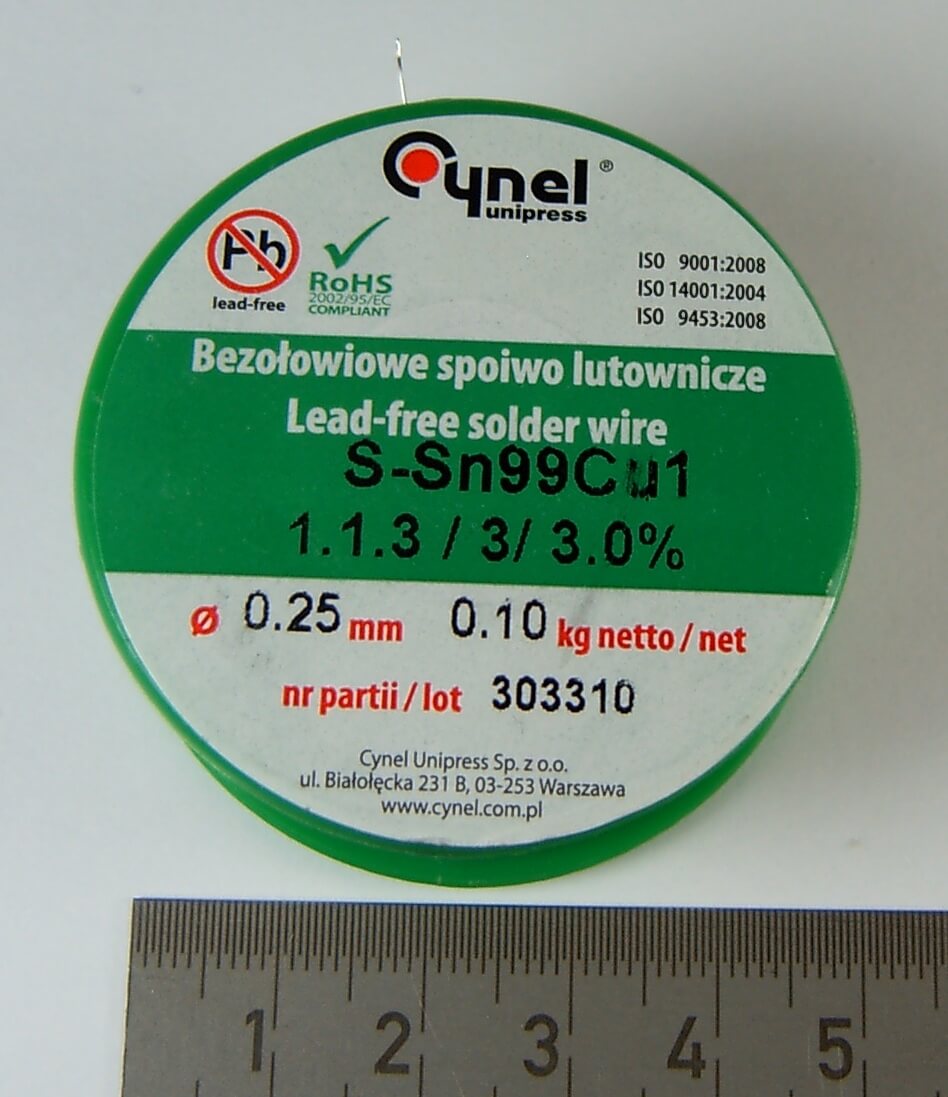 Cynel ®
unipress
Pb
lead-free
RoHS
2002/95/EC
COMPLIANT
ISO 9001:2008
ISO 14001:2004
ISO 9453:2008
Bezołowiowe spoiwo lutownicze
Lead-free solder wire
S-Sn99Cu1
1.1.3 / 3/ 3.0%
ø 0.25 mm 0.10 kg netto / net
nr partii / lot 303310
Cynel Unipress Sp. z o.o.
ul. Białołęcka 231 B, 03-253 Warszawa
www.cynel.com.pl
1 2 3 4 5